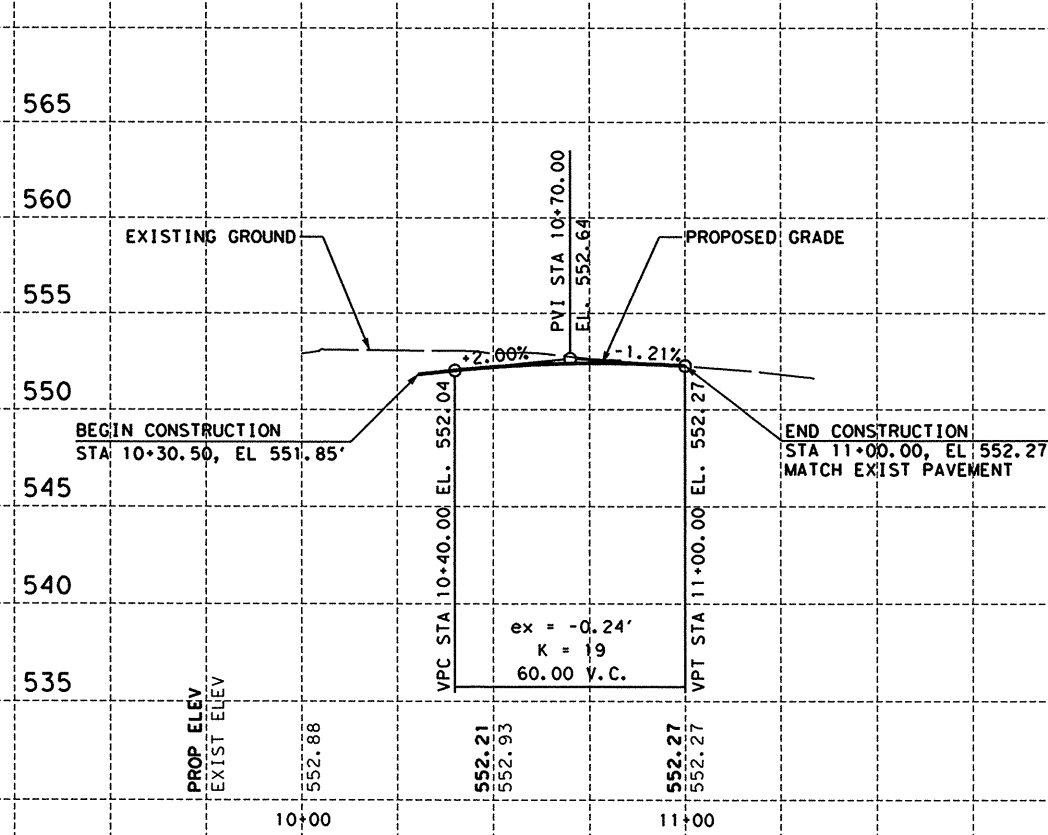 565
560
555
550
545
540
535
EXISTING GROUND
PVI STA 10+70.00
EL. 552.64
PROPOSED GRADE
+2.00%
-1.21%
BEGIN CONSTRUCTION
STA 10+30.50, EL 551.85'
END CONSTRUCTION
STA 11+00.00, EL 552.27
MATCH EXIST PAVEMENT
VPC STA 10+40.00 EL. 552.04
VPT STA 11+00.00 EL. 552.27
ex = -0.24'
K = 19
60.00 V.C.
PROP ELEV
EXIST ELEV
552.88
552.21
552.93
552.27
552.27
10+00
11+00